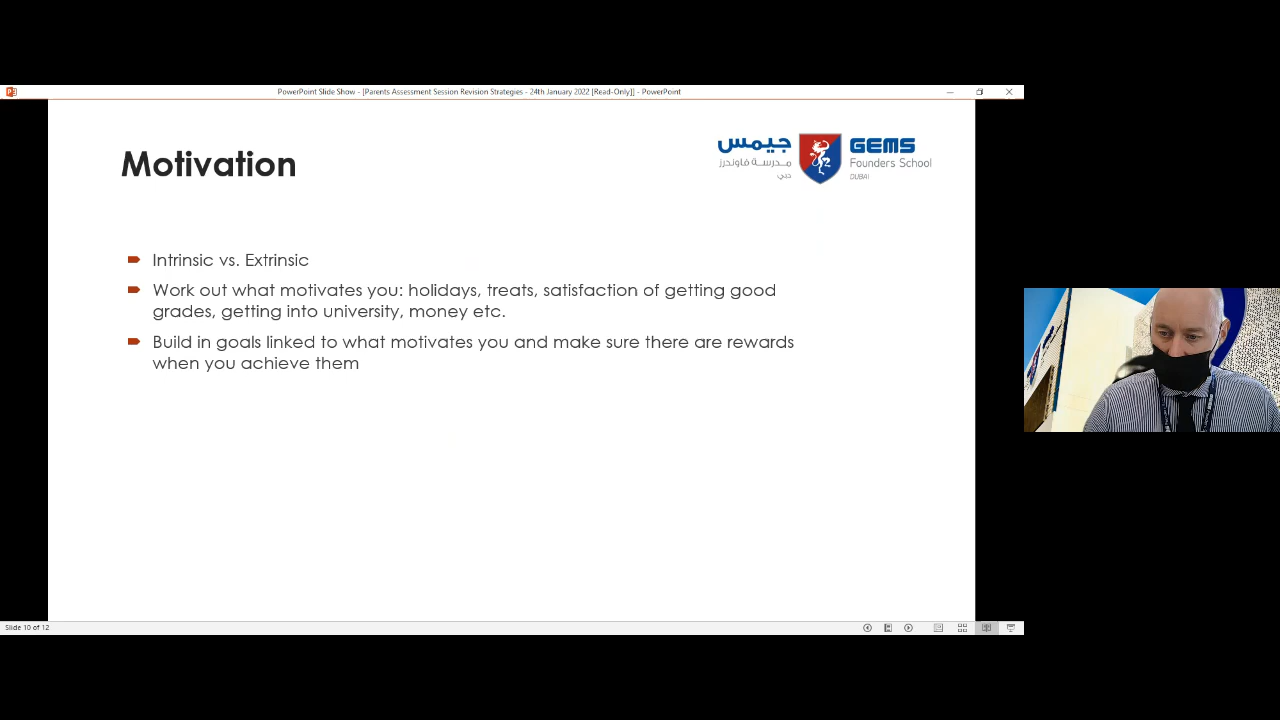 PowerPoint Slide Show - [Parents Assessment Session Revision Strategies - 24th January 2022 [Read-Only]] - PowerPoint
Motivation
جيمس
مدرسة فاوندرز
دبي
GEMS
Founders School
DUBAI
Intrinsic vs. Extrinsic
Work out what motivates you: holidays, treats, satisfaction of getting good
grades, getting into university, money etc.
Build in goals linked to what motivates you and make sure there are rewards
when you achieve them
Slide 10 of 12